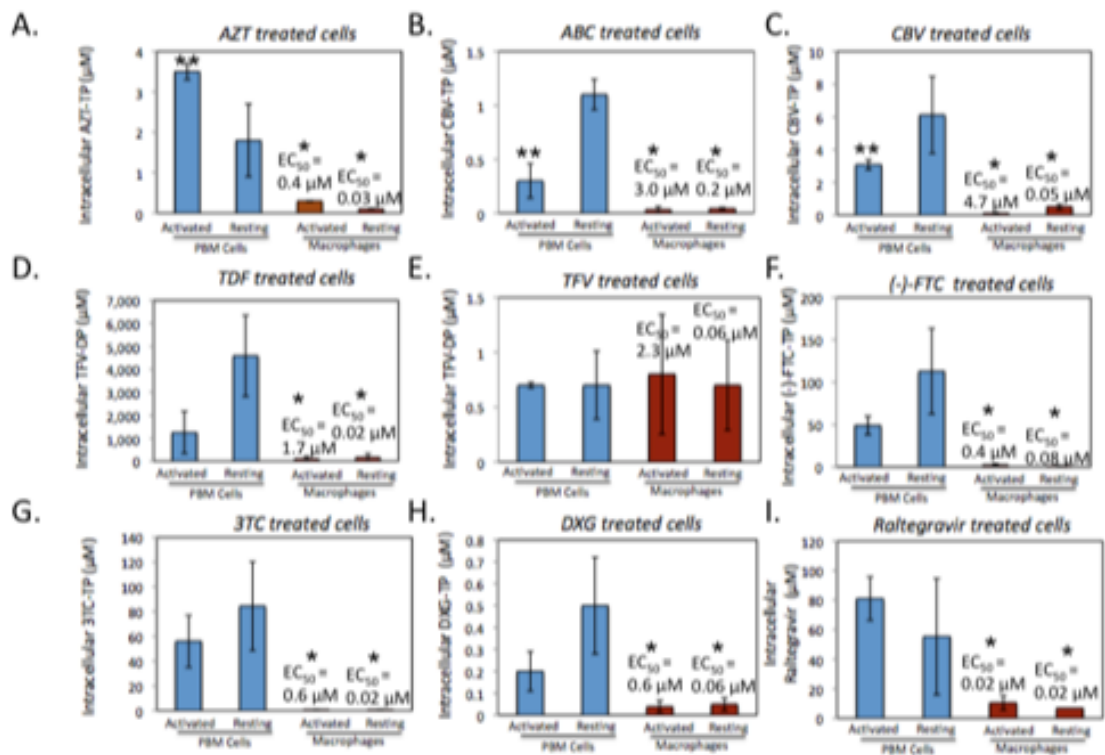 A.
AZT treated cells
Intracellular AZT-TP (µM)
4
3
2
1
0
**
*
EC50 =
0.4 µM
*
EC50 =
0.03 µM
Activated Resting Activated Resting
PBM Cells Macrophages
B.
ABC treated cells
Intracellular CBV-TP (µM)
1.5
1
0.5
0
**
*
EC50 =
3.0 µM
*
EC50 =
0.2 µM
Activated Resting Activated Resting
PBM Cells Macrophages
C.
CBV treated cells
Intracellular CBV-TP (µM)
10
8
6
4
2
0
**
*
EC50 =
4.7 µM
*
EC50 =
0.05 µM
Activated Resting Activated Resting
PBM Cells Macrophages
D.
TDF treated cells
Intracellular TFV-DP (µM)
7,000
6,000
5,000
4,000
3,000
2,000
1,000
0
*
EC50 =
1.7 µM
*
EC50 =
0.02 µM
Activated Resting Activated Resting
PBM Cells Macrophages
E.
TFV treated cells
Intracellular TFV-DP (µM)
1.5
1
0.5
0
EC50 =
2.3 µM
EC50 =
0.06 µM
Activated Resting Activated Resting
PBM Cells Macrophages
F.
(-)-FTC treated cells
Intracellular (-)-FTC-TP (µM)
200
150
100
50
0
*
EC50 =
0.4 µM
*
EC50 =
0.08 µM
Activated Resting Activated Resting
PBM Cells Macrophages
G.
3TC treated cells
Intracellular 3TC-TP (µM)
140
120
100
80
60
40
20
0
*
EC50 =
0.6 µM
*
EC50 =
0.02 µM
Activated Resting Activated Resting
PBM Cells Macrophages
H.
DXG treated cells
Intracellular DXG-TP (µM)
0.8
0.7
0.6
0.5
0.4
0.3
0.2
0.1
0
*
EC50 =
0.6 µM
*
EC50 =
0.06 µM
Activated Resting Activated Resting
PBM Cells Macrophages
I.
Raltegravir treated cells
Intracellular
Raltegravir (µM)
120
100
80
60
40
20
0
*
EC50 =
0.02 µM
*
EC50 =
0.02 µM
Activated Resting Activated Resting
PBM Cells Macrophages